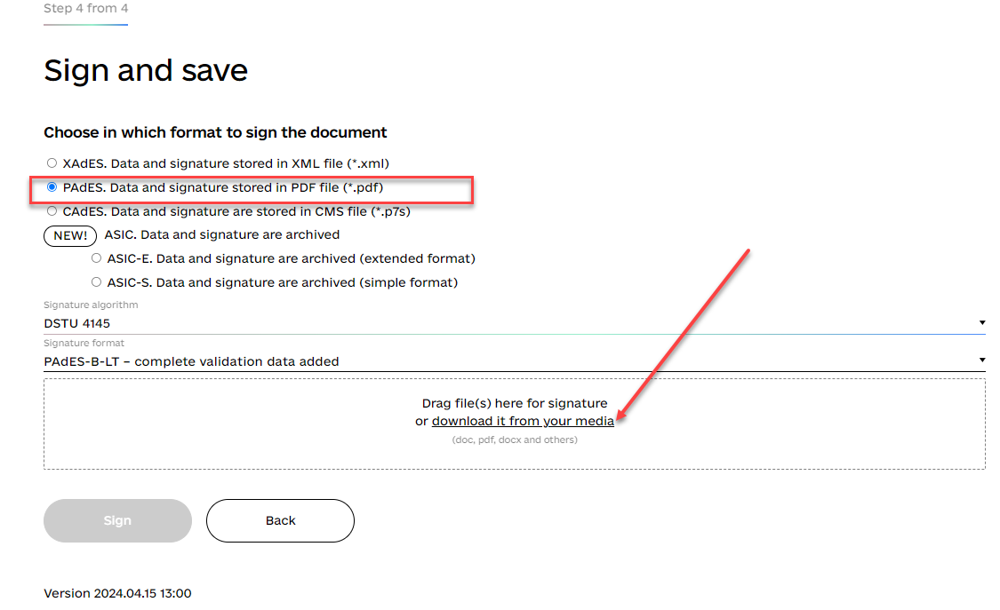 Step 4 from 4
Sign and save
Choose in which format to sign the document
XAdES. Data and signature stored in XML file (*.xml)
PAdES. Data and signature stored in PDF file (*.pdf)
CAdES. Data and signature are stored in CMS file (*.p7s)
NEW! ASIC. Data and signature are archived
ASIC-E. Data and signature are archived (extended format)
ASIC-S. Data and signature are archived (simple format)
Signature algorithm
DSTU 4145
Signature format
PAdES-B-LT – complete validation data added
Drag file(s) here for signature
or download it from your media
(doc, pdf, docx and others)
Sign Back
Version 2024.04.15 13:00